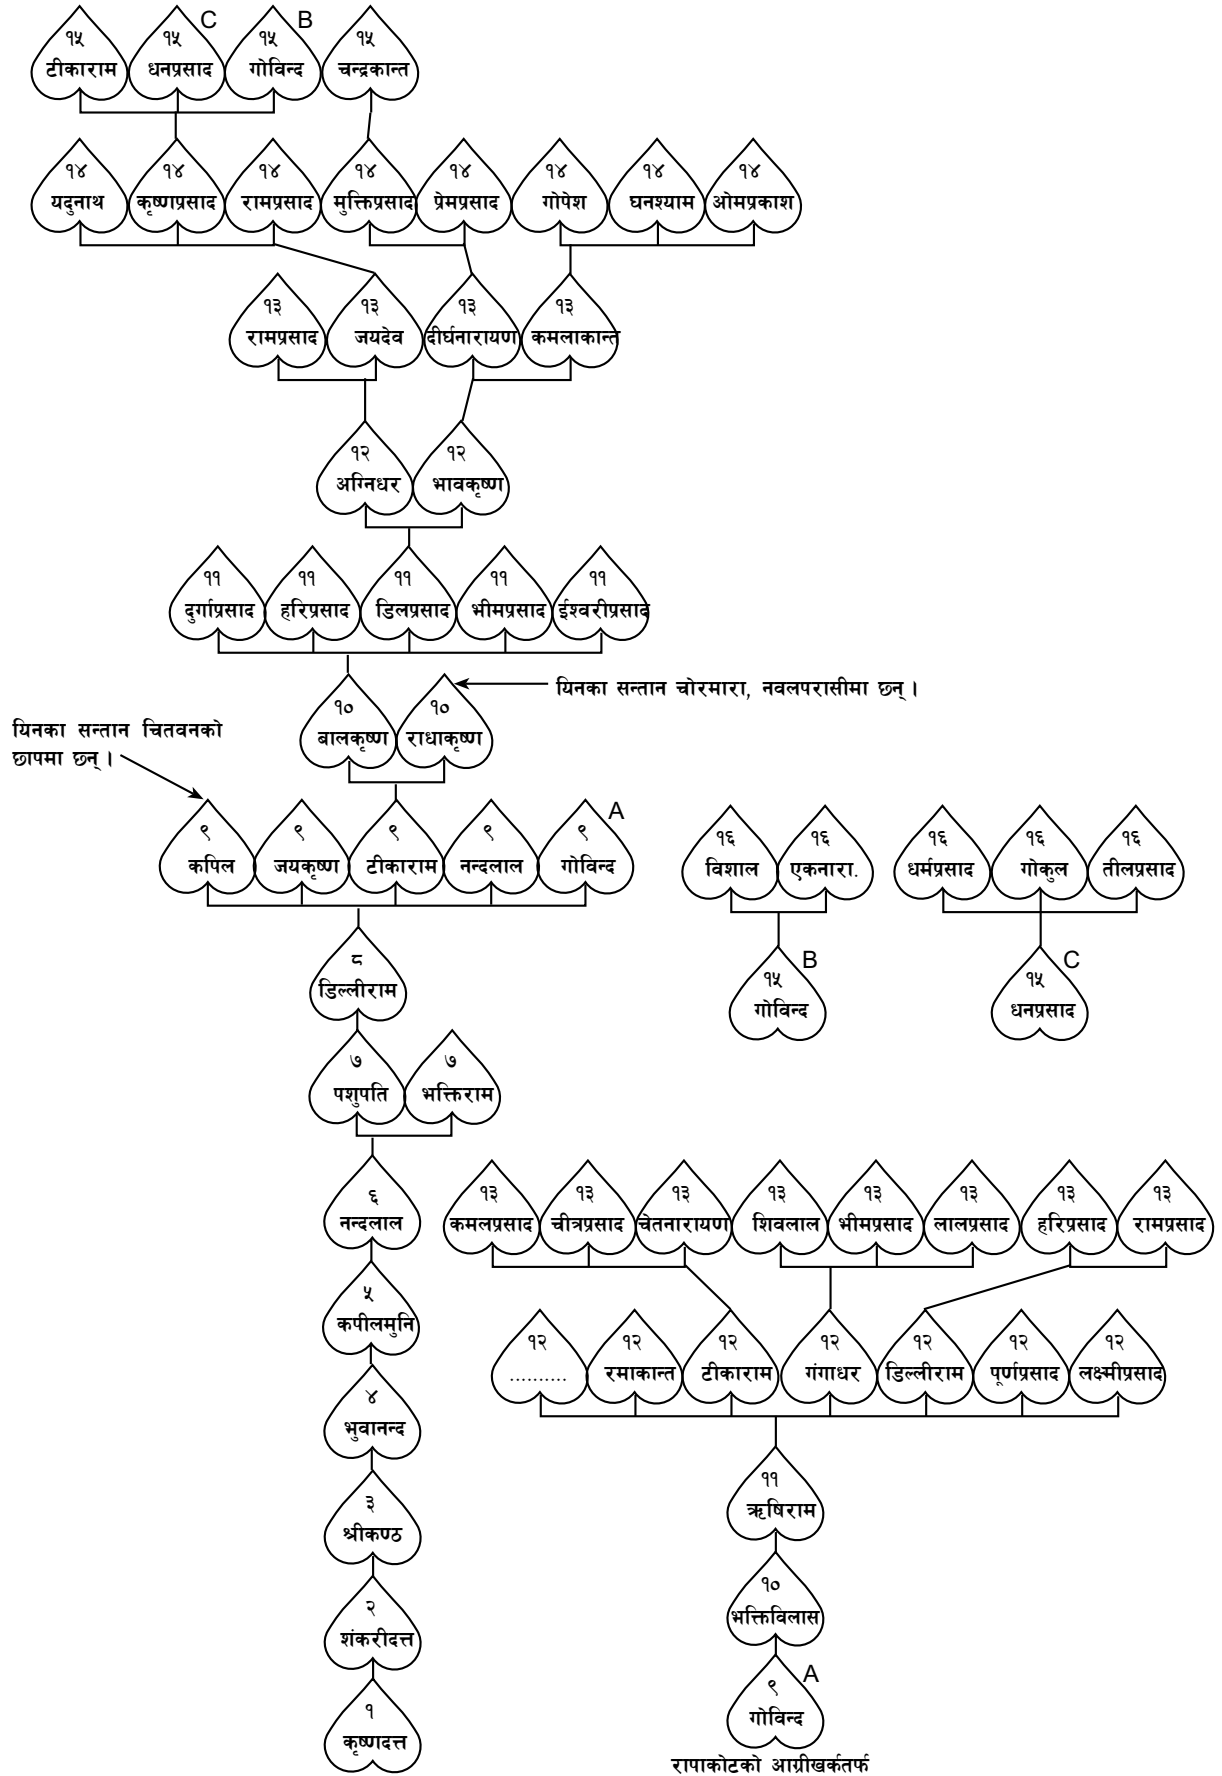 C B
१५ १५ १५ १५
टीकाराम धनप्रसाद गोविन्द चन्द्रकान्त
१४ १४ १४ १४ १४ १४ १४ १४
यदुनाथ कृष्णप्रसाद रामप्रसाद मुक्तिप्रसाद प्रेमप्रसाद गोपेश घनश्याम ओमप्रकाश
१३ १३ १३ १३
रामप्रसाद जयदेव दीर्घनारायण कमलाकान्त
१२ १२
अग्निधर भावकृष्ण
११ ११ ११ ११ ११
दुर्गाप्रसाद हरिप्रसाद डिलप्रसाद भीमप्रसाद ईश्वरीप्रसाद
यिनका सन्तान चोरमारा, नवलपरासीमा छन् ।
१० १०
बालकृष्ण राधाकृष्ण
यिनका सन्तान चितवनको
छापमा छन् ।
A
९ ९ ९ ९ ९
कपिल जयकृष्ण टीकाराम नन्दलाल गोविन्द
१६ १६ १६ १६ १६
विशाल एकनारा. धर्मप्रसाद गोकुल तीलप्रसाद
८
डिल्लीराम
B C
१५ १५
गोविन्द धनप्रसाद
७ ७
पशुपति भक्तिराम
६
नन्दलाल
१३ १३ १३ १३ १३ १३ १३ १३
कमलप्रसाद चीत्रप्रसाद चेतनारायण शिवलाल भीमप्रसाद लालप्रसाद हरिप्रसाद रामप्रसाद
५
कपीलमुनि
१२ १२ १२ १२ १२ १२ १२
.......... रमाकान्त टीकाराम गंगाधर डिल्लीराम पूर्णप्रसाद लक्ष्मीप्रसाद
४
भुवानन्द
११
ऋषिराम
३
श्रीकण्ठ
१०
भक्तिविलास
२
शंकरीदत्त
A
९
गोविन्द
१
कृष्णदत्त
रापाकोटको आग्रीखर्कतर्फ